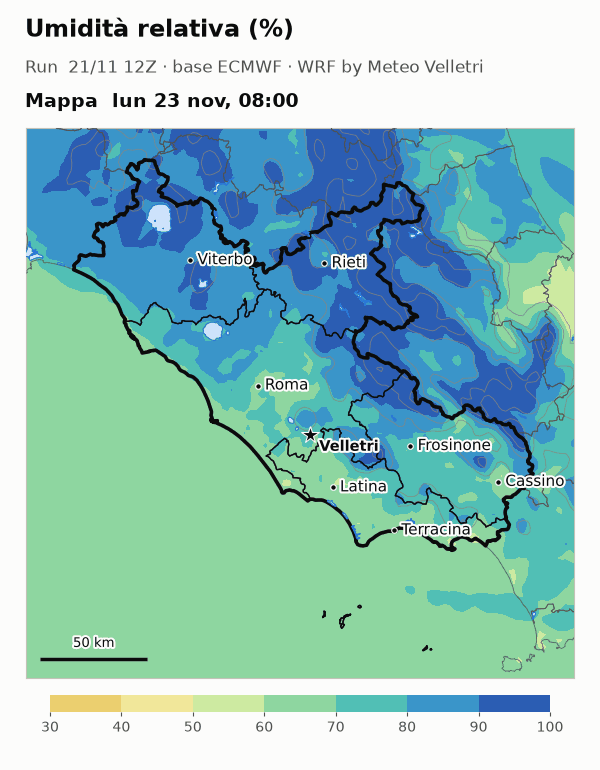 Umidità relativa (%)
Run 21/11 12Z · base ECMWF · WRF by Meteo Velletri
Mappa lun 23 nov, 08:00
Viterbo
Rieti
Roma
Velletri
Frosinone
Cassino
Latina
Terracina
50 km
30 40 50 60 70 80 90 100